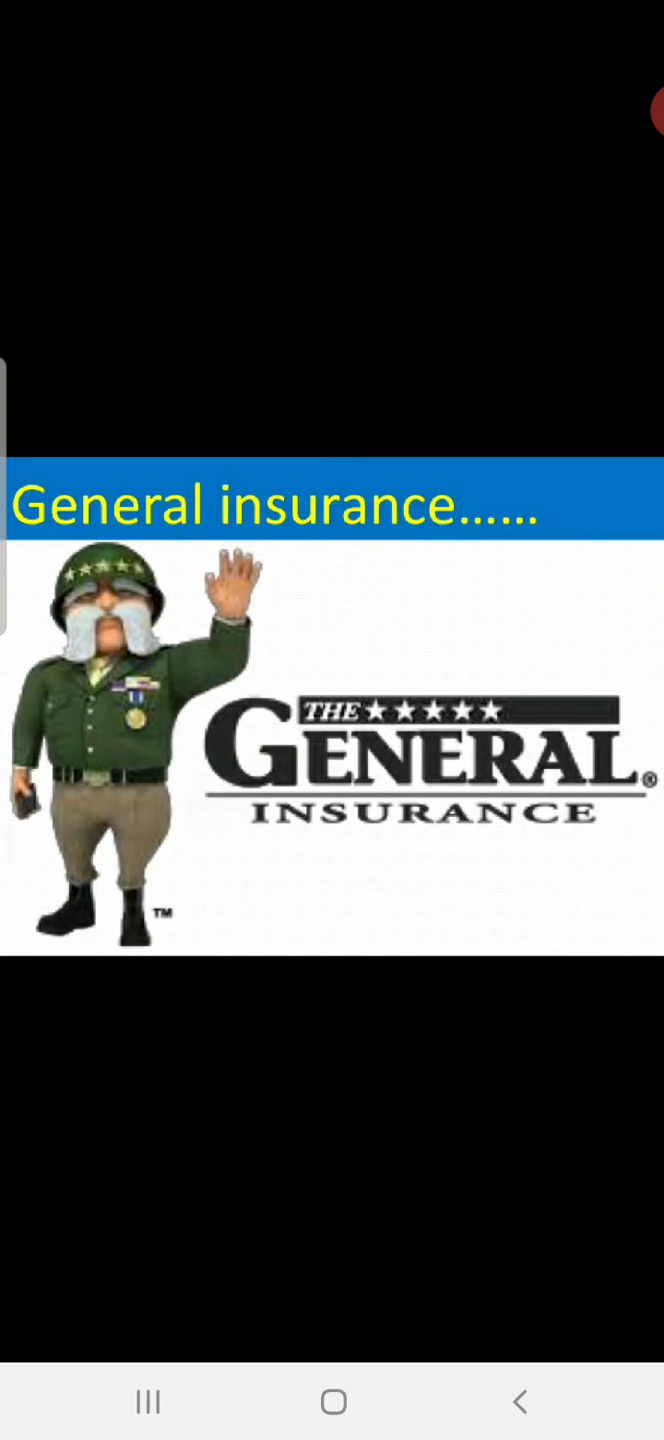 General insurance......
THE ★★★★★
GENERAL®
INSURANCE
TM